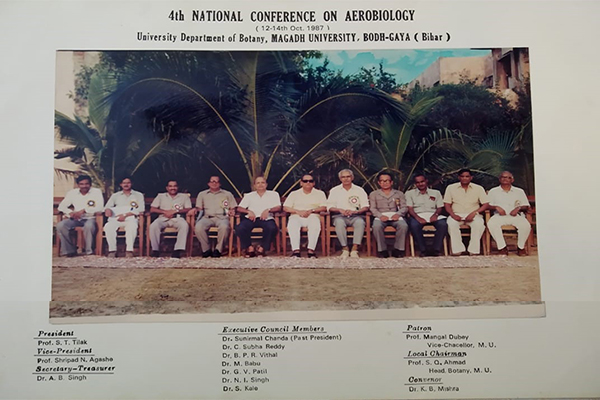 4th NATIONAL CONFERENCE ON AEROBIOLOGY
( 12-14th Oct. 1987 )
University Department of Botany, MAGADH UNIVERSITY, BODH-GAYA ( Bihar )
President
Prof. S. T. Tilak
Vice-President
Prof. Shripad N. Agashe
Secretary-Treasurer
Dr. A. B. Singh
Executive Council Members
Dr. Sunirmal Chanda (Past President)
Dr. C. Subha Reddy
Dr. B. P. R. Vithal
Dr. M. Babu
Dr. G. V. Patil
Dr. N. I. Singh
Dr. S. Kale
Patron
Prof. Mangal Dubey
Vice-Chacellor, M. U.
Local Chariman
Prof. S. Q. Ahmad
Head. Botany, M. U.
Convenor
Dr. K. B. Mishra